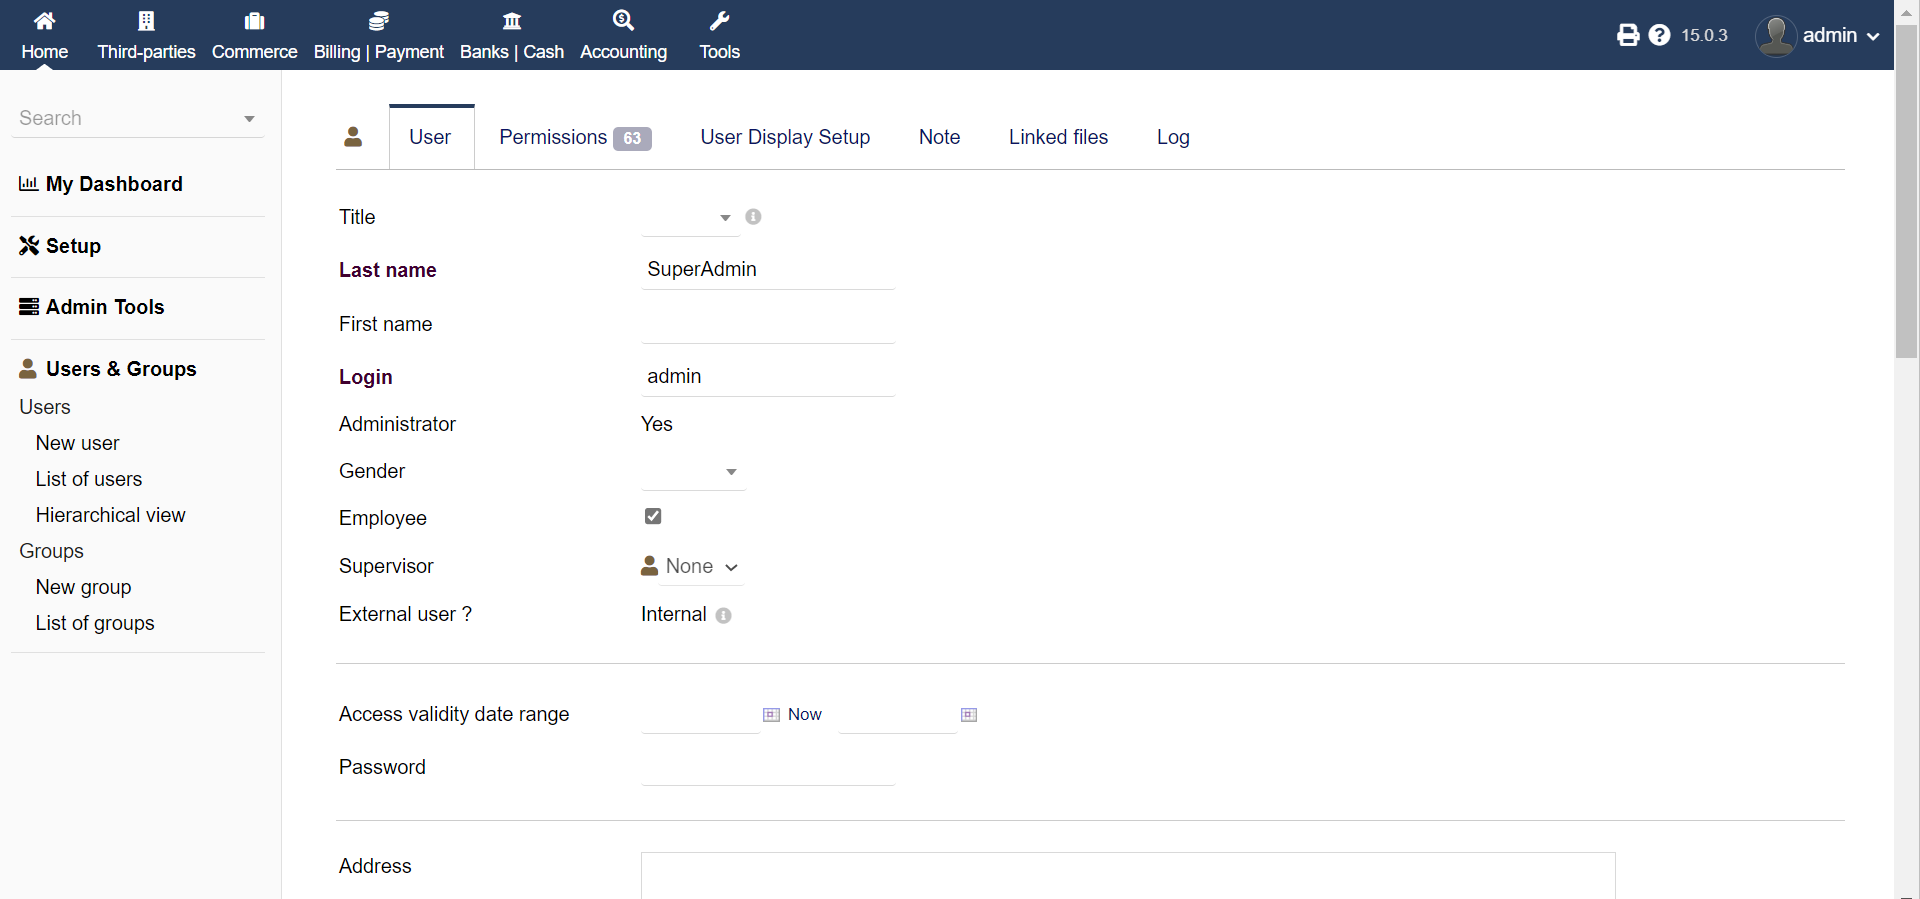 Home
Third-parties
Commerce
Billing | Payment
Banks | Cash
Accounting
Tools
15.0.3
admin
Search
My Dashboard
Setup
Admin Tools
Users & Groups
Users
New user
List of users
Hierarchical view
Groups
New group
List of groups
User
Permissions 63
User Display Setup
Note
Linked files
Log
Title
Last name SuperAdmin
First name
Login admin
Administrator Yes
Gender
Employee
Supervisor None
External user ? Internal
Access validity date range Now
Password
Address